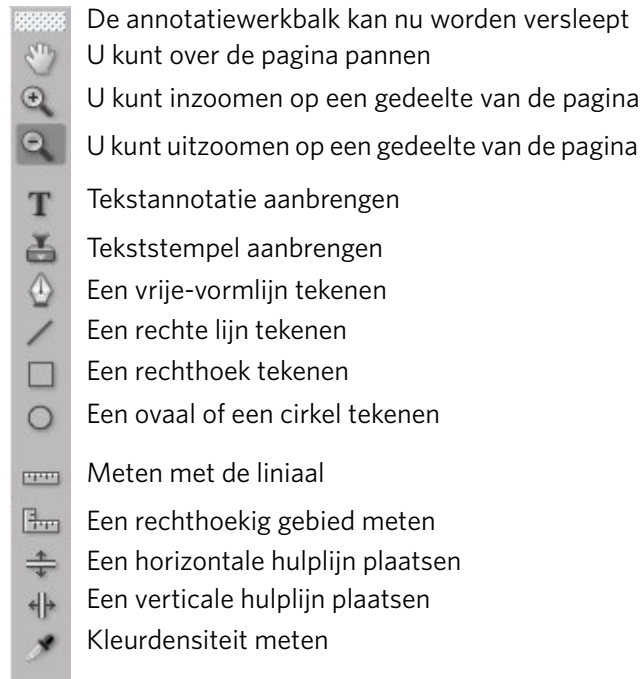 De annotatiewerkbalk kan nu worden versleept
U kunt over de pagina pannen
U kunt inzoomen op een gedeelte van de pagina
U kunt uitzoomen op een gedeelte van de pagina
T Tekstannotatie aanbrengen
Tekststempel aanbrengen
Een vrije-vormlijn tekenen
Een rechte lijn tekenen
Een rechthoek tekenen
Een ovaal of een cirkel tekenen
Meten met de liniaal
Een rechthoekig gebied meten
Een horizontale hulplijn plaatsen
Een verticale hulplijn plaatsen
Kleurdensiteit meten